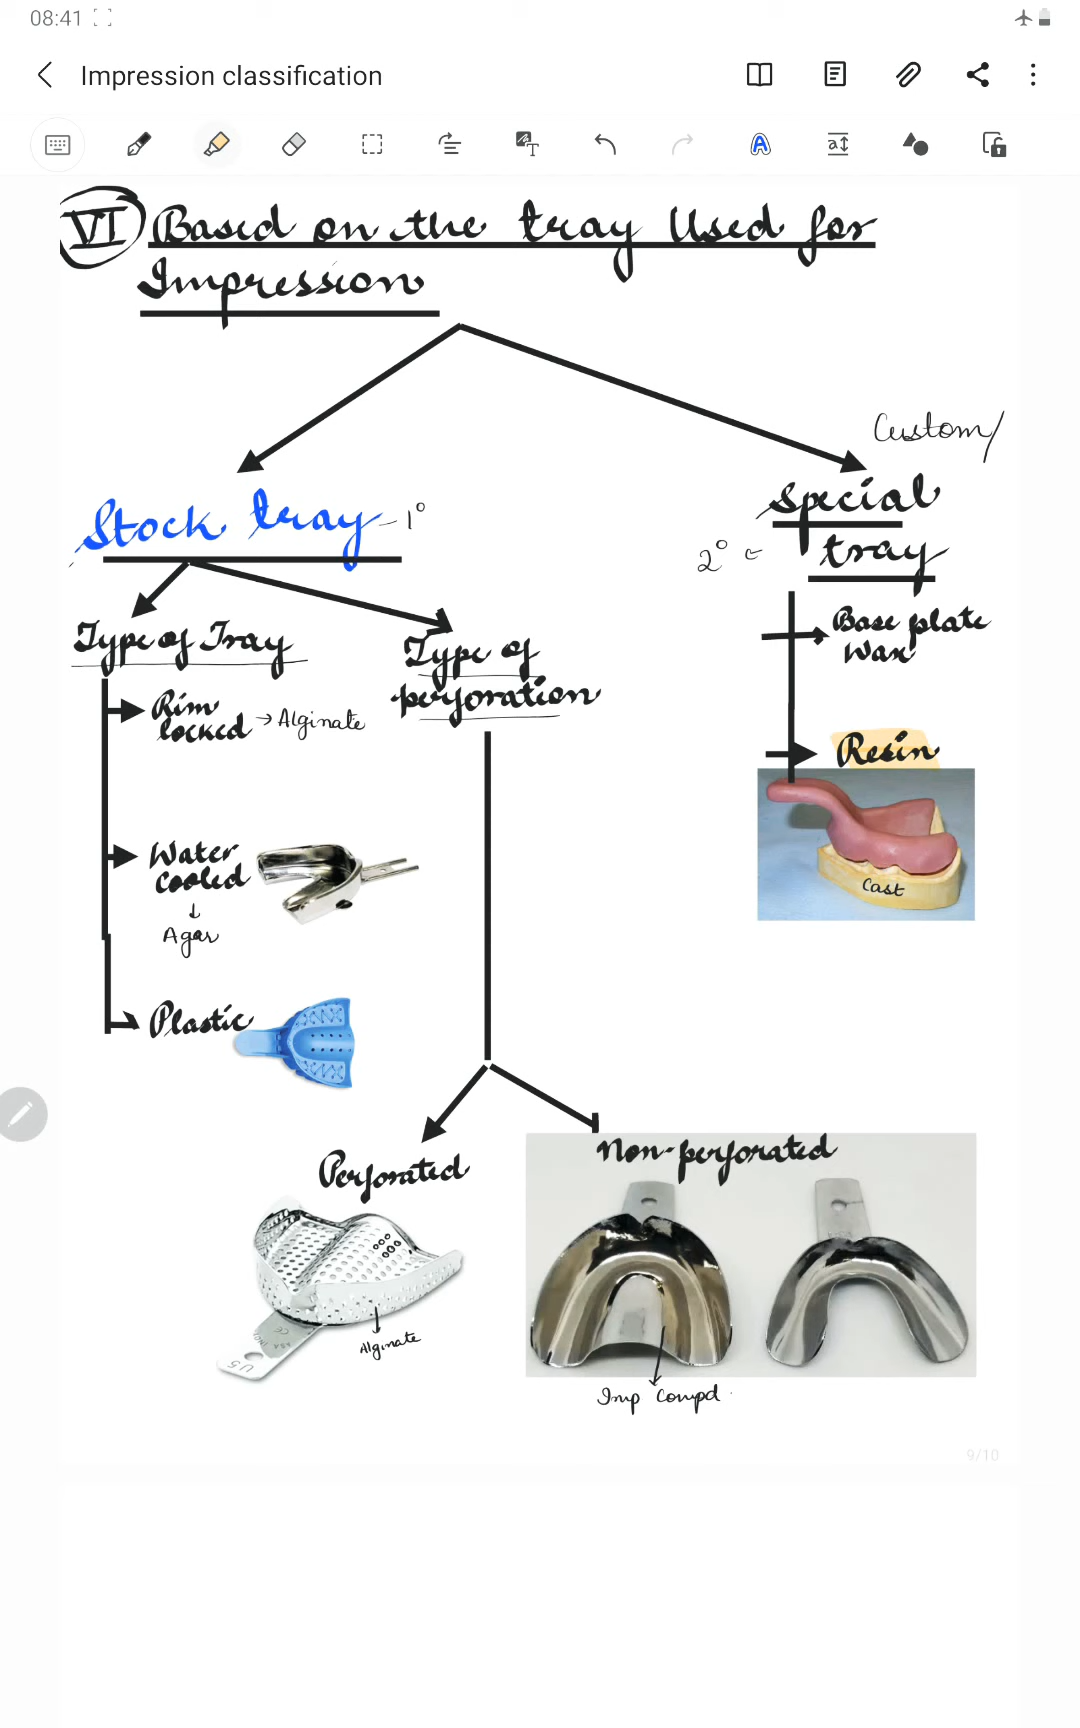 08:41
Impression classification
VI Based on the tray Used for
Impression
Custom/
Special
tray
Stock tray - 1°
2°
Type of Tray
Type of
perforation
Base plate
Wax
Rim
locked → Alginate
Resin
Water
cooled
↓
Agar
Cast
Plastic
Perforated
Non-perforated
Alginate
U5
Imp Compd.
9/10